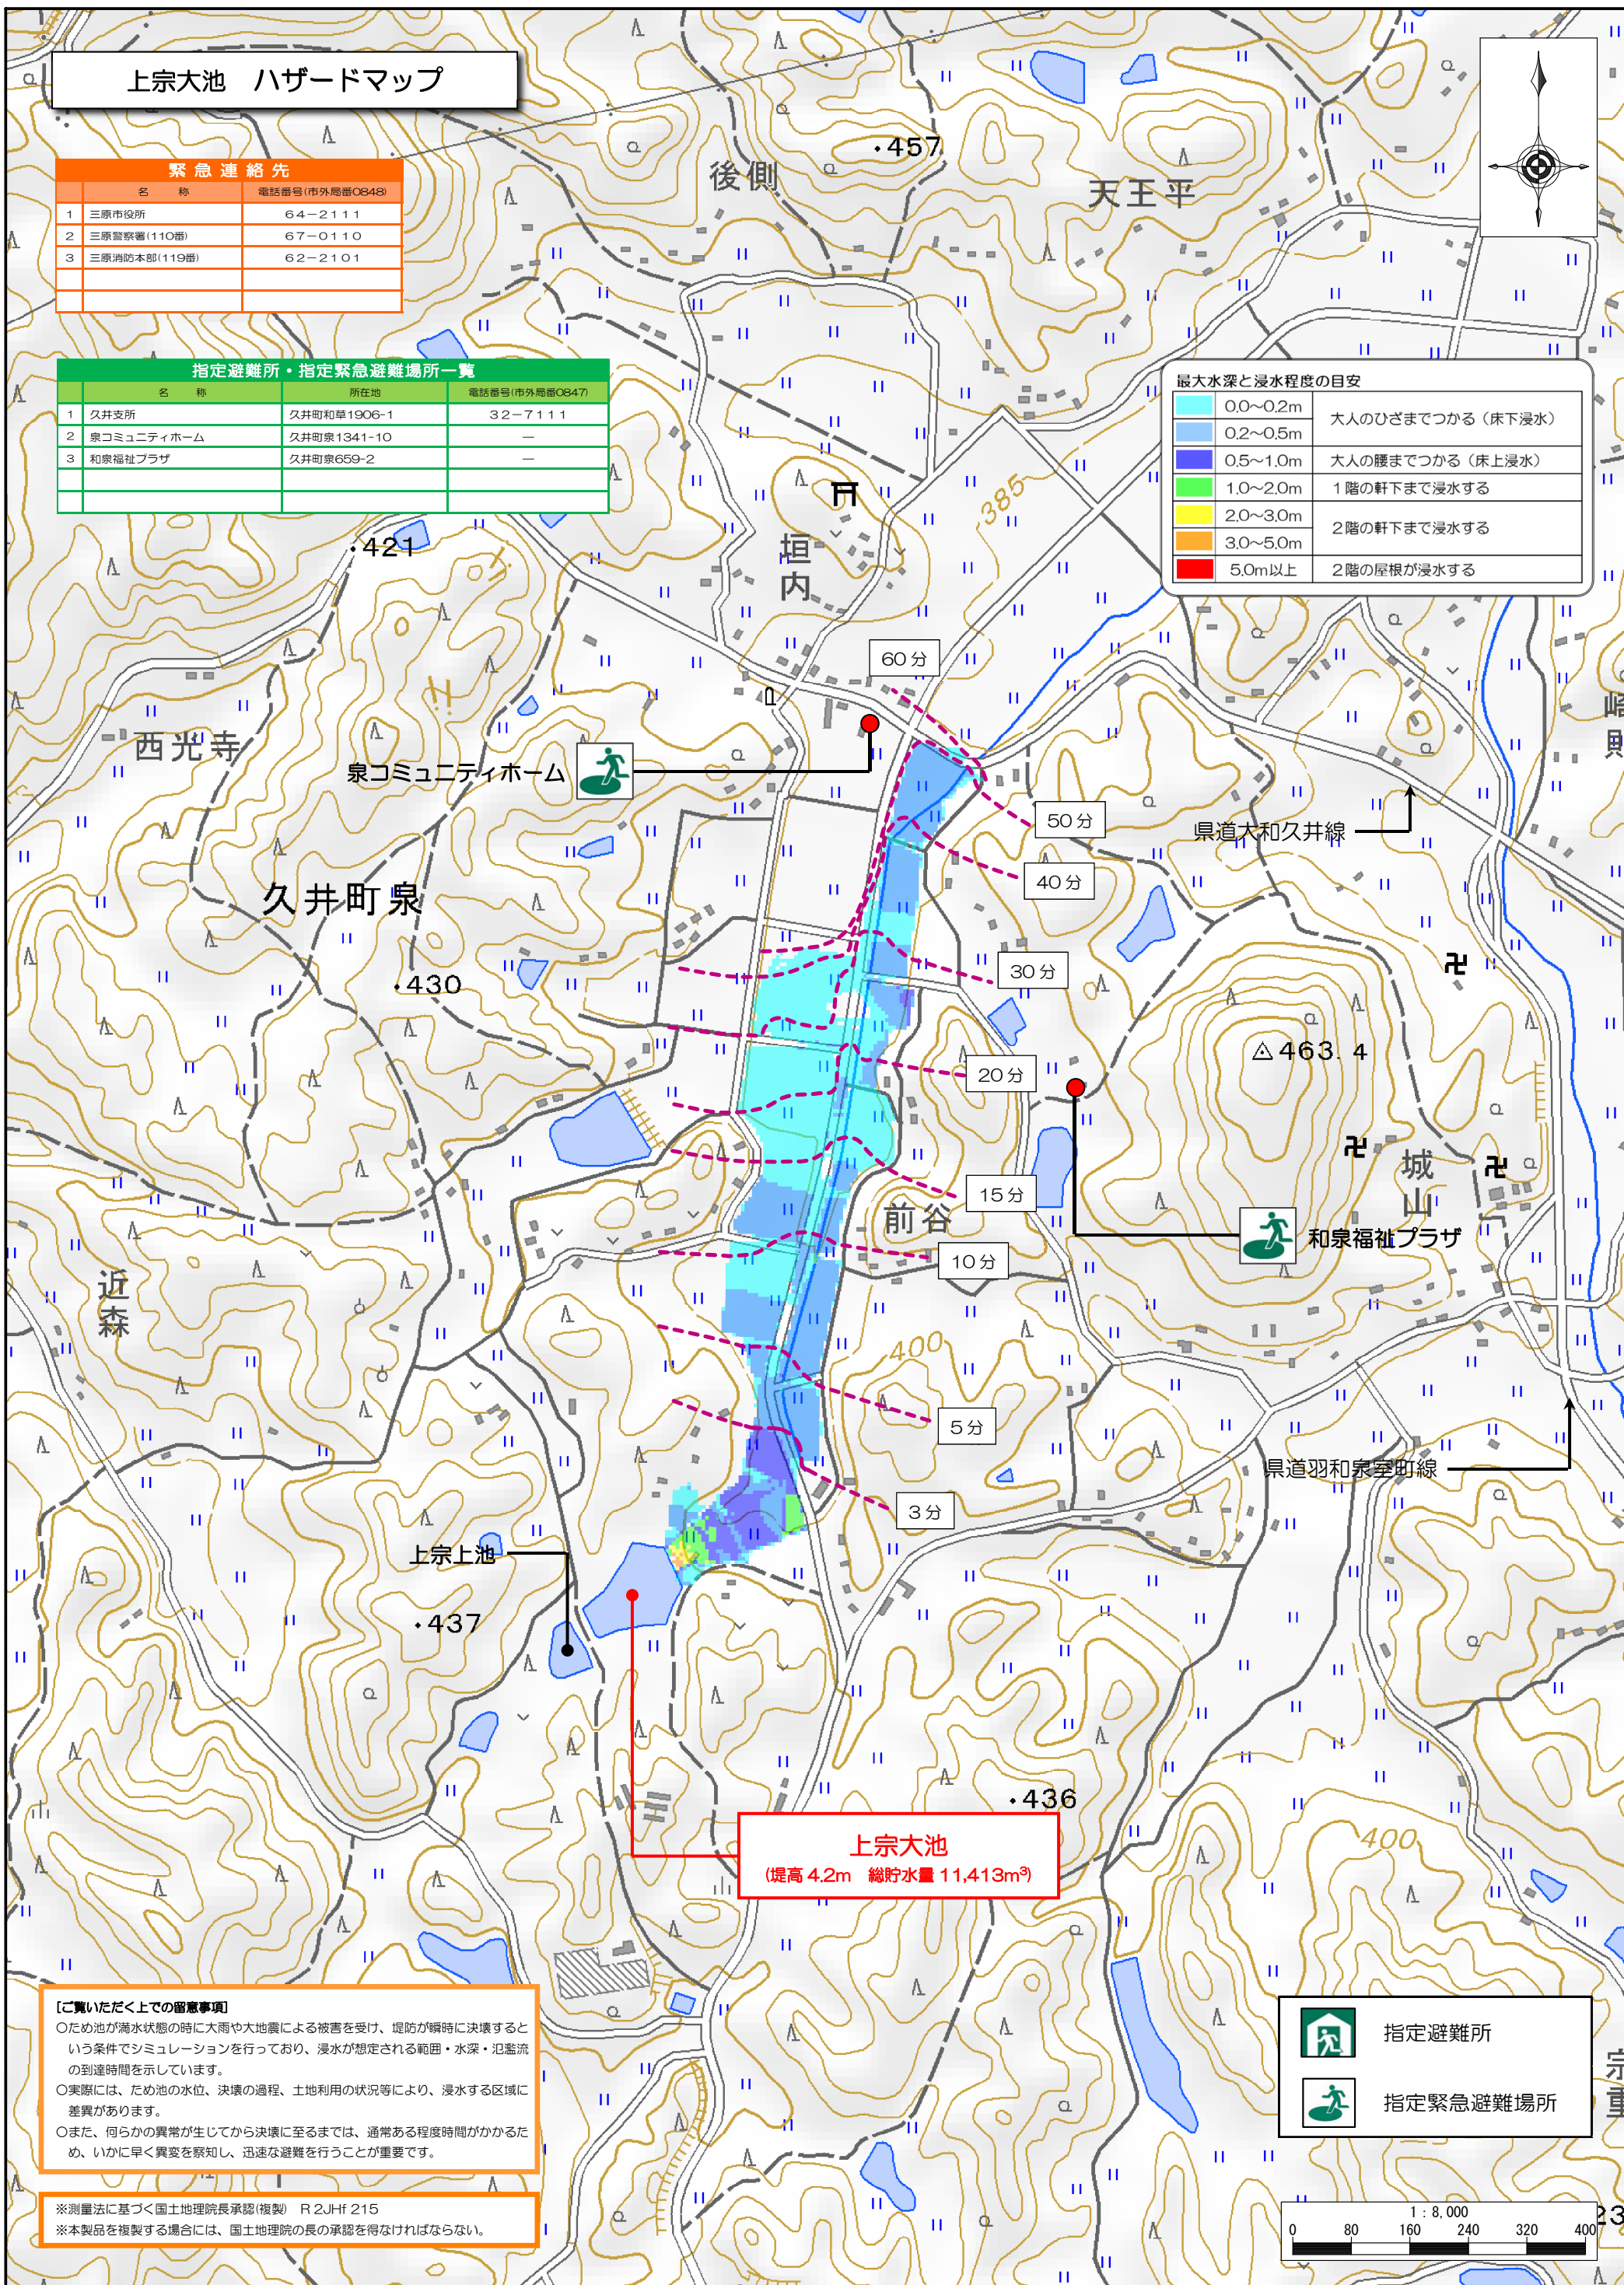 上宗大池　ハザードマップ
緊急連絡先
名　称　電話番号(市外局番0848)
1　三原市役所　64-2111
2　三原警察署(110番)　67-0110
3　三原消防本部(119番)　62-2101
指定避難所・指定緊急避難場所一覧
名　称　所在地　電話番号(市外局番0847)
1　久井支所　久井町和草1906-1　32-7111
2　泉コミュニティホーム　久井町泉1341-10　―
3　和泉福祉プラザ　久井町泉659-2　―
最大水深と浸水程度の目安
0.0～0.2m　大人のひざまでつかる（床下浸水）
0.2～0.5m
0.5～1.0m　大人の腰までつかる（床上浸水）
1.0～2.0m　１階の軒下まで浸水する
2.0～3.0m　２階の軒下まで浸水する
3.0～5.0m
5.0m以上　２階の屋根が浸水する
後側
・457
天王平
385
・421
垣内
60分
西光寺
泉コミュニティホーム
50分
県道大和久井線
40分
久井町泉
30分
・430
463.4
20分
城山
15分
前谷
和泉福祉プラザ
10分
近森
400
5分
県道羽和泉室町線
3分
上宗上池
・437
・436
上宗大池
(堤高 4.2m　総貯水量 11,413m³)
400
[ご覧いただく上での留意事項]
○ため池が満水状態の時に大雨や大地震による被害を受け、堤防が瞬時に決壊すると
いう条件でシミュレーションを行っており、浸水が想定される範囲・水深・氾濫流
の到達時間を示しています。
○実際には、ため池の水位、決壊の過程、土地利用の状況等により、浸水する区域に
差異があります。
○また、何らかの異常が生じてから決壊に至るまでは、通常ある程度時間がかかるた
め、いかに早く異変を察知し、迅速な避難を行うことが重要です。
※測量法に基づく国土地理院長承認(複製)　R 2JHf 215
※本製品を複製する場合には、国土地理院の長の承認を得なければならない。
指定避難所
指定緊急避難場所
宗重
23
1：8,000
0　80　160　240　320　400